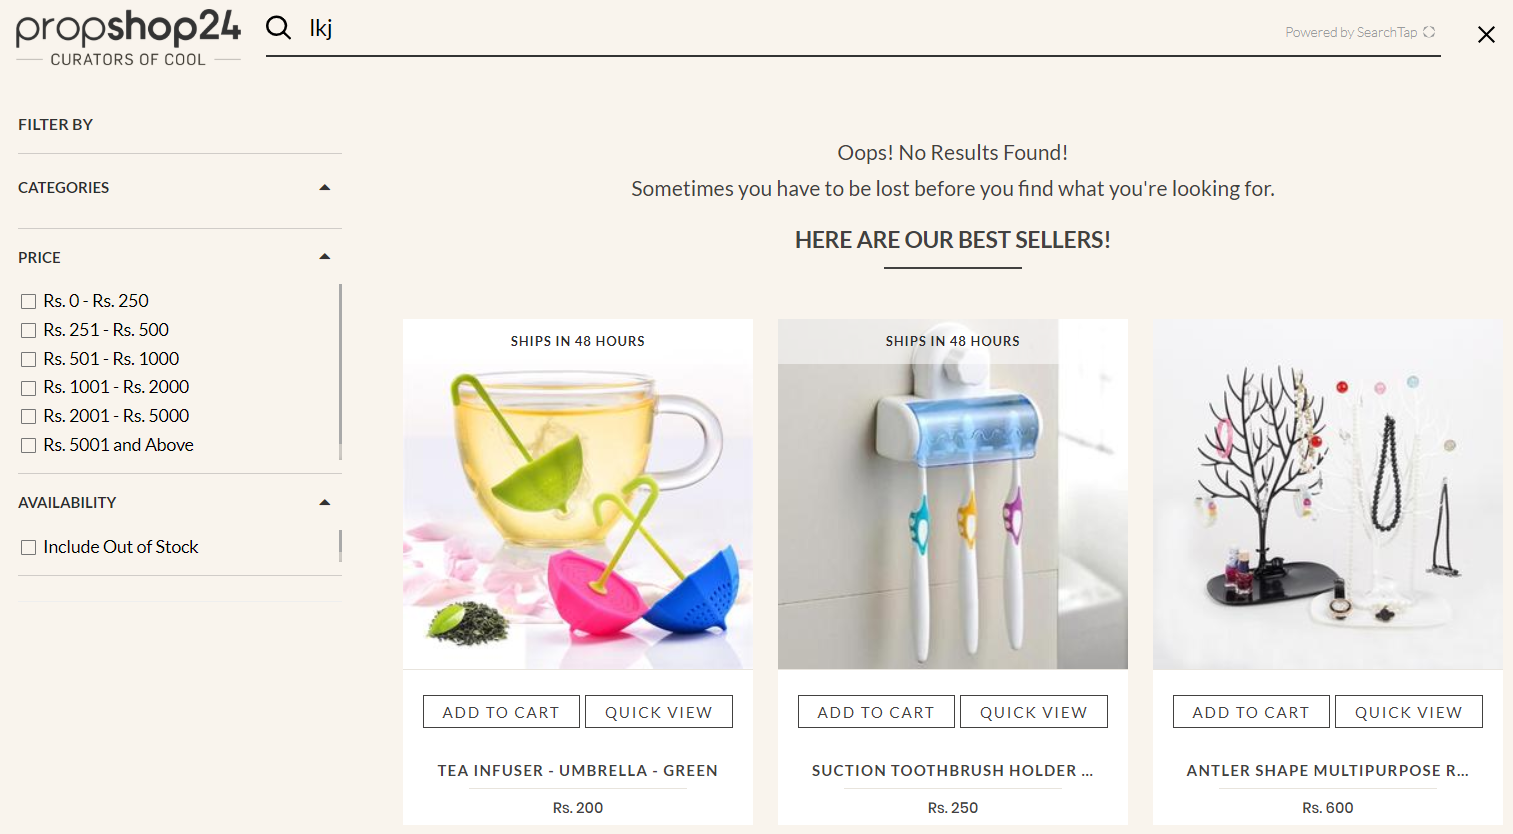 propshop24
CURATORS OF COOL
lkj
Powered by SearchTap
FILTER BY
CATEGORIES
PRICE
Rs. 0 - Rs. 250
Rs. 251 - Rs. 500
Rs. 501 - Rs. 1000
Rs. 1001 - Rs. 2000
Rs. 2001 - Rs. 5000
Rs. 5001 and Above
AVAILABILITY
Include Out of Stock
Oops! No Results Found!
Sometimes you have to be lost before you find what you're looking for.
HERE ARE OUR BEST SELLERS!
SHIPS IN 48 HOURS
ADD TO CART
QUICK VIEW
TEA INFUSER - UMBRELLA - GREEN
Rs. 200
SHIPS IN 48 HOURS
ADD TO CART
QUICK VIEW
SUCTION TOOTHBRUSH HOLDER ...
Rs. 250
ADD TO CART
QUICK VIEW
ANTLER SHAPE MULTIPURPOSE R...
Rs. 600